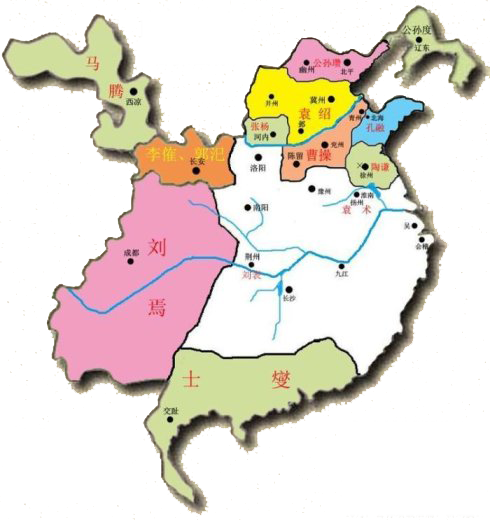 公孙度
辽东
马
腾
西凉
公孙瓒
幽州
北平
并州
冀州
袁绍
邺
青州
北海
孔融
张杨
河内
李傕、郭汜
长安
洛阳
陈留
曹操
兖州
陶谦
徐州
豫州
淮南
扬州
袁术
南阳
吴
会稽
成都
刘
焉
荆州
刘表
九江
长沙
士燮
交趾